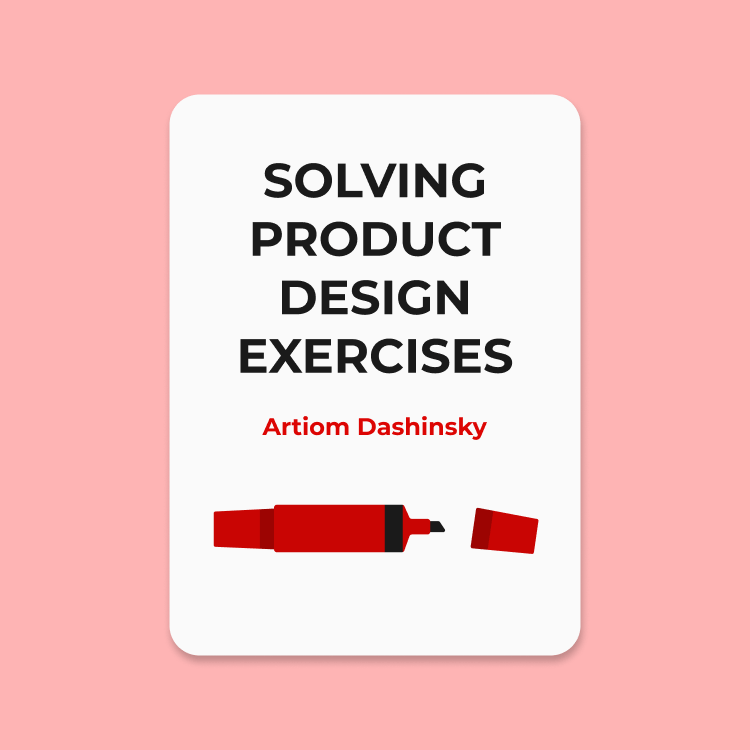 SOLVING
PRODUCT
DESIGN
EXERCISES
Artiom Dashinsky